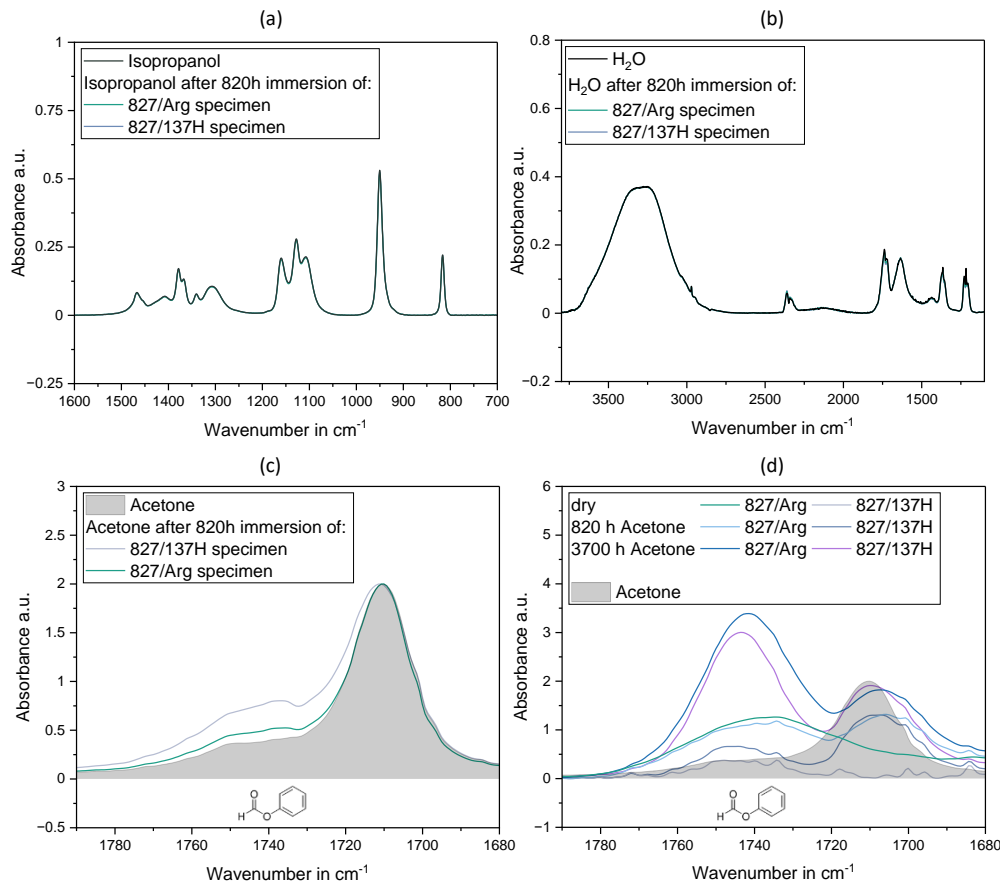 (a)
Absorbance a.u.
1
0.75
0.5
0.25
0
−0.25
Isopropanol
Isopropanol after 820h immersion of:
827/Arg specimen
827/137H specimen
1600 1500 1400 1300 1200 1100 1000 900 800 700
Wavenumber in cm⁻¹
(b)
Absorbance a.u.
0.8
0.6
0.4
0.2
0.0
−0.2
H₂O
H₂O after 820h immersion of:
827/Arg specimen
827/137H specimen
3500 3000 2500 2000 1500
Wavenumber in cm⁻¹
(c)
Absorbance a.u.
3
2.5
2
1.5
1
0.5
0
−0.5
Acetone
Acetone after 820h immersion of:
827/137H specimen
827/Arg specimen
H O O
1780 1760 1740 1720 1700 1680
Wavenumber in cm⁻¹
(d)
Absorbance a.u.
6
5
4
3
2
1
0
−1
dry 827/Arg 827/137H
820 h Acetone 827/Arg 827/137H
3700 h Acetone 827/Arg 827/137H
Acetone
H O O
1780 1760 1740 1720 1700 1680
Wavenumber in cm⁻¹